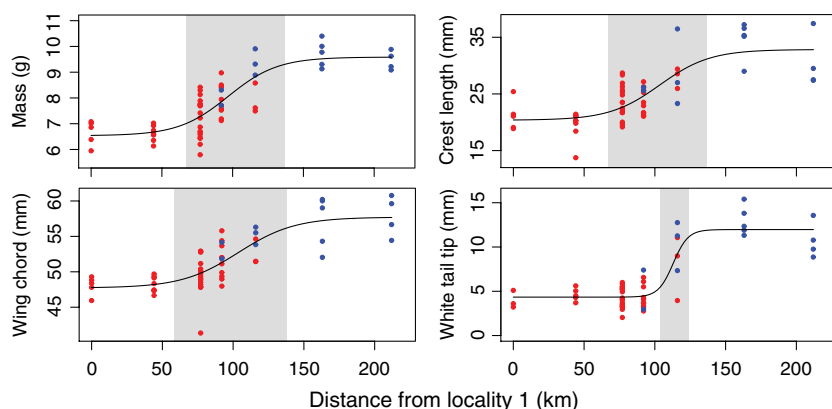 Mass (g)
6 7 8 9 10 11
Crest length (mm)
15 25 35
Wing chord (mm)
45 50 55 60
0 50 100 150 200
White tail tip (mm)
0 5 10 15
0 50 100 150 200
Distance from locality 1 (km)